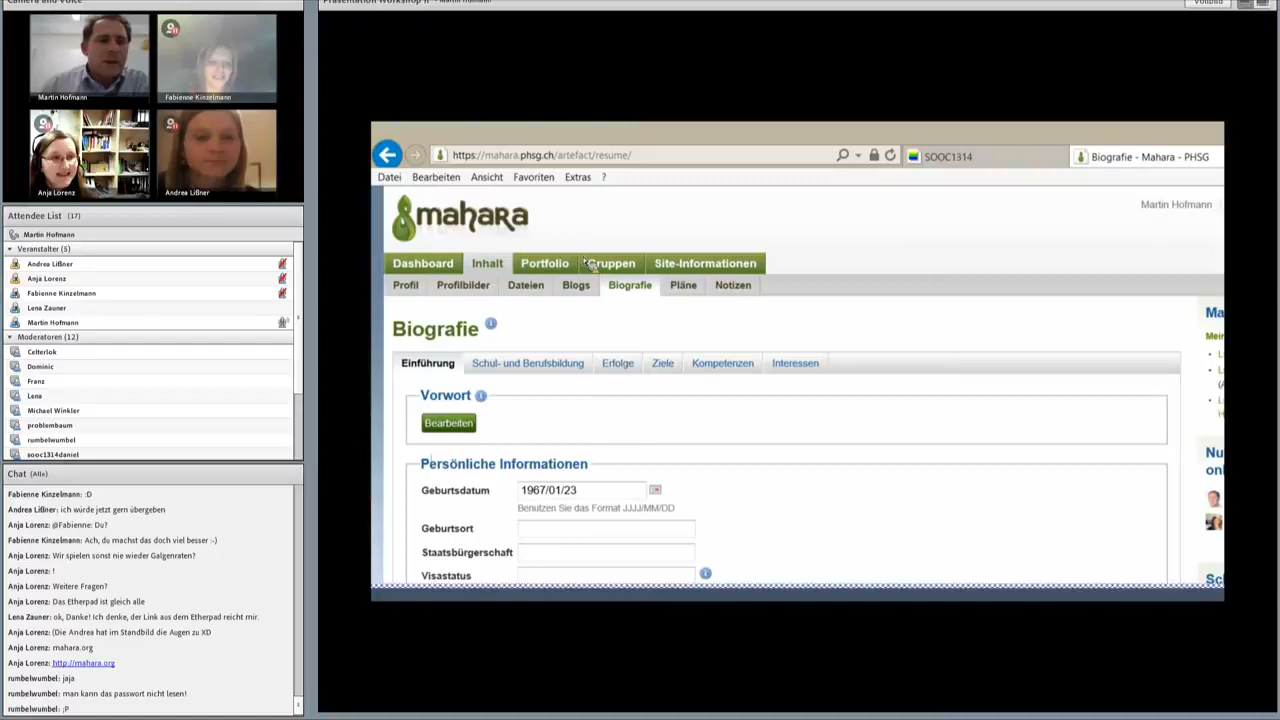 Camera and Voice
Präsentation Workshop II - Martin Hofmann
Vollbild
Martin Hofmann
Fabienne Kinzelmann
Anja Lorenz
Andrea Lißner
Attendee List (17)
Martin Hofmann
Veranstalter (5)
Andrea Lißner
Anja Lorenz
Fabienne Kinzelmann
Lena Zauner
Martin Hofmann
Moderatoren (12)
Celterlok
Dominic
Franz
Lena
Michael Winkler
problembaum
rumbelwumbel
sooc1314daniel
Chat (Alle)
Fabienne Kinzelmann: :D
Andrea Lißner: ich würde jetzt gern übergeben
Anja Lorenz: @Fabienne: Du?
Fabienne Kinzelmann: Ach, du machst das doch viel besser :-)
Anja Lorenz: Wir spielen sonst nie wieder Galgenraten?
Anja Lorenz: !
Anja Lorenz: Weitere Fragen?
Anja Lorenz: Das Etherpad ist gleich alle
Lena Zauner: ok, Danke! Ich denke, der Link aus dem Etherpad reicht mir.
Anja Lorenz: (Die Andrea hat im Standbild die Augen zu XD
Anja Lorenz: mahara.org
Anja Lorenz: http://mahara.org
rumbelwumbel: jaja
rumbelwumbel: man kann das passwort nicht lesen!
rumbelwumbel: ;P
https://mahara.phsg.ch/artefact/resume/
SOOC1314
Biografie - Mahara - PHSG
Datei Bearbeiten Ansicht Favoriten Extras ?
mahara
Martin Hofmann
Dashboard Inhalt Portfolio Gruppen Site-Informationen
Profil Profilbilder Dateien Blogs Biografie Pläne Notizen
Biografie
Einführung Schul- und Berufsbildung Erfolge Ziele Kompetenzen Interessen
Vorwort
Bearbeiten
Persönliche Informationen
Geburtsdatum 1967/01/23
Benutzen Sie das Format JJJJ/MM/DD
Geburtsort
Staatsbürgerschaft
Visastatus